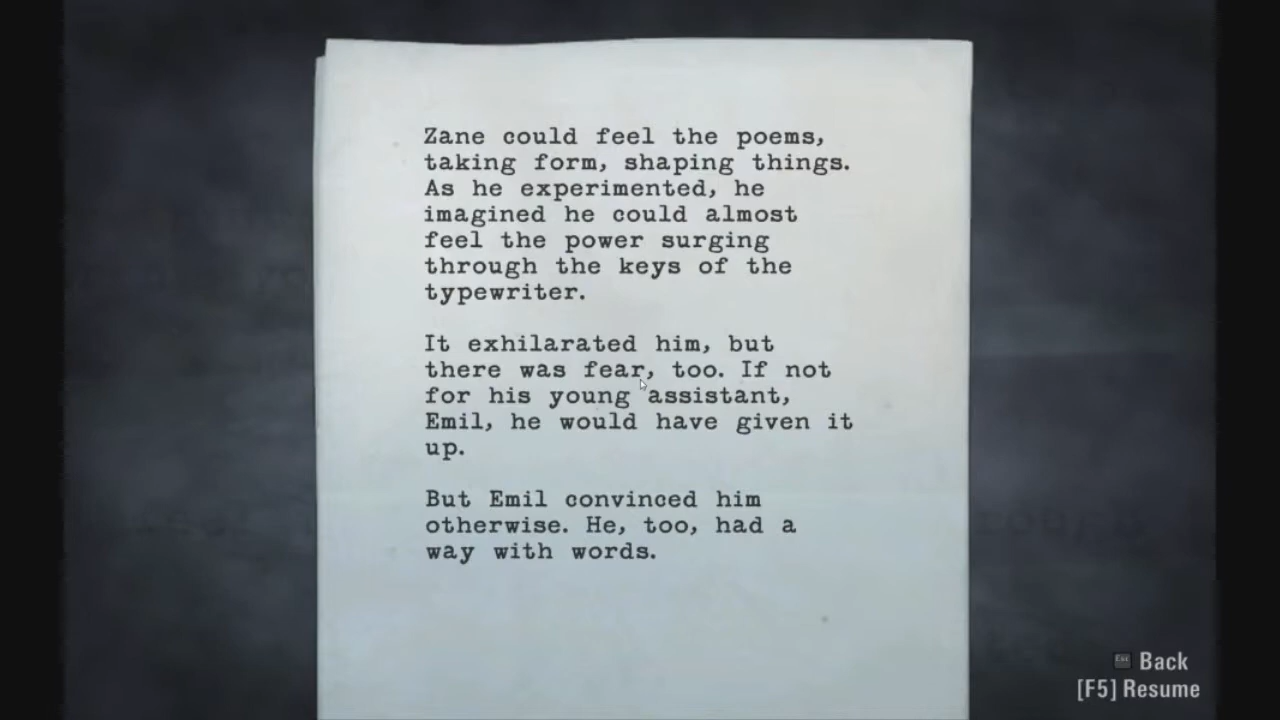 Zane could feel the poems,
taking form, shaping things.
As he experimented, he
imagined he could almost
feel the power surging
through the keys of the
typewriter.
It exhilarated him, but
there was fear, too. If not
for his young assistant,
Emil, he would have given it
up.
But Emil convinced him
otherwise. He, too, had a
way with words.
Esc Back
[F5] Resume